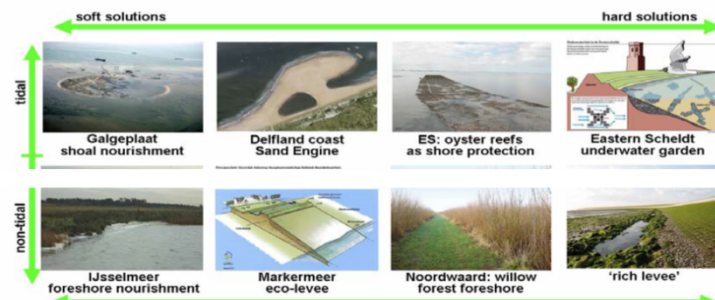 soft solutions
hard solutions
tidal
Galgeplaat
shoal nourishment
Delfland coast
Sand Engine
ES: oyster reefs
as shore protection
Eastern Scheldt
underwater garden
non-tidal
IJsselmeer
foreshore nourishment
Markermeer
eco-levee
Noordwaard: willow
forest foreshore
'rich levee'